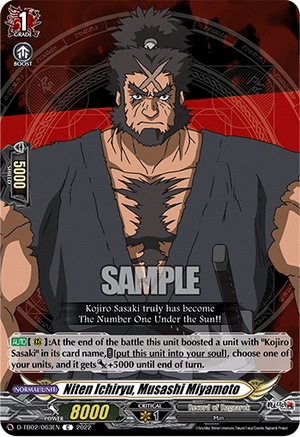 1
GRADE
BOOST
5000
SHIELD
SAMPLE
Kojiro Sasaki truly has become
The Number One Under the Sun!!
AUTO : At the end of the battle this unit boosted a unit with "Kojiro
Sasaki" in its card name, [put this unit into your soul], choose one of
your units, and it gets +5000 until end of turn.
NORMAL UNIT
Niten Ichiryu, Musashi Miyamoto
D-TB02/063EN C 2022
POWER 8000
CRITICAL
1
Record of Ragnarok
Man